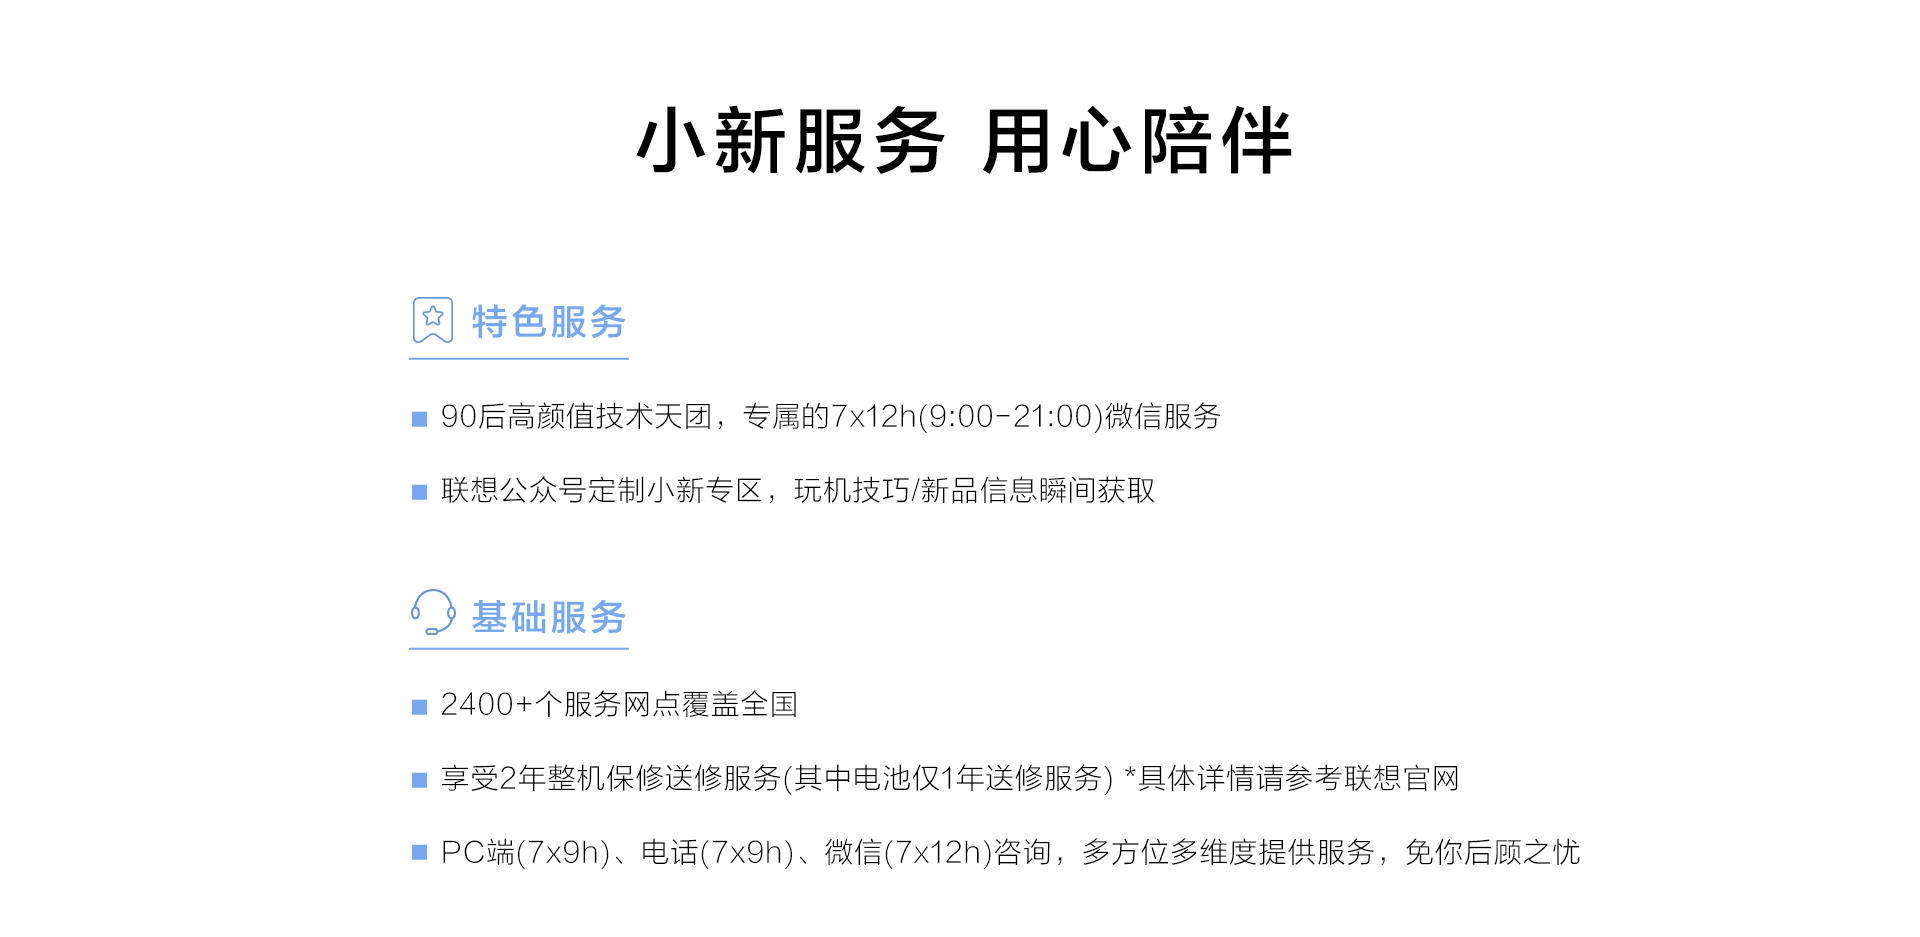 小新服务 用心陪伴
特色服务
90后高颜值技术天团，专属的7x12h(9:00-21:00)微信服务
联想公众号定制小新专区，玩机技巧/新品信息瞬间获取
基础服务
2400+个服务网点覆盖全国
享受2年整机保修送修服务(其中电池仅1年送修服务) *具体详情请参考联想官网
PC端(7x9h)、电话(7x9h)、微信(7x12h)咨询，多方位多维度提供服务，免你后顾之忧